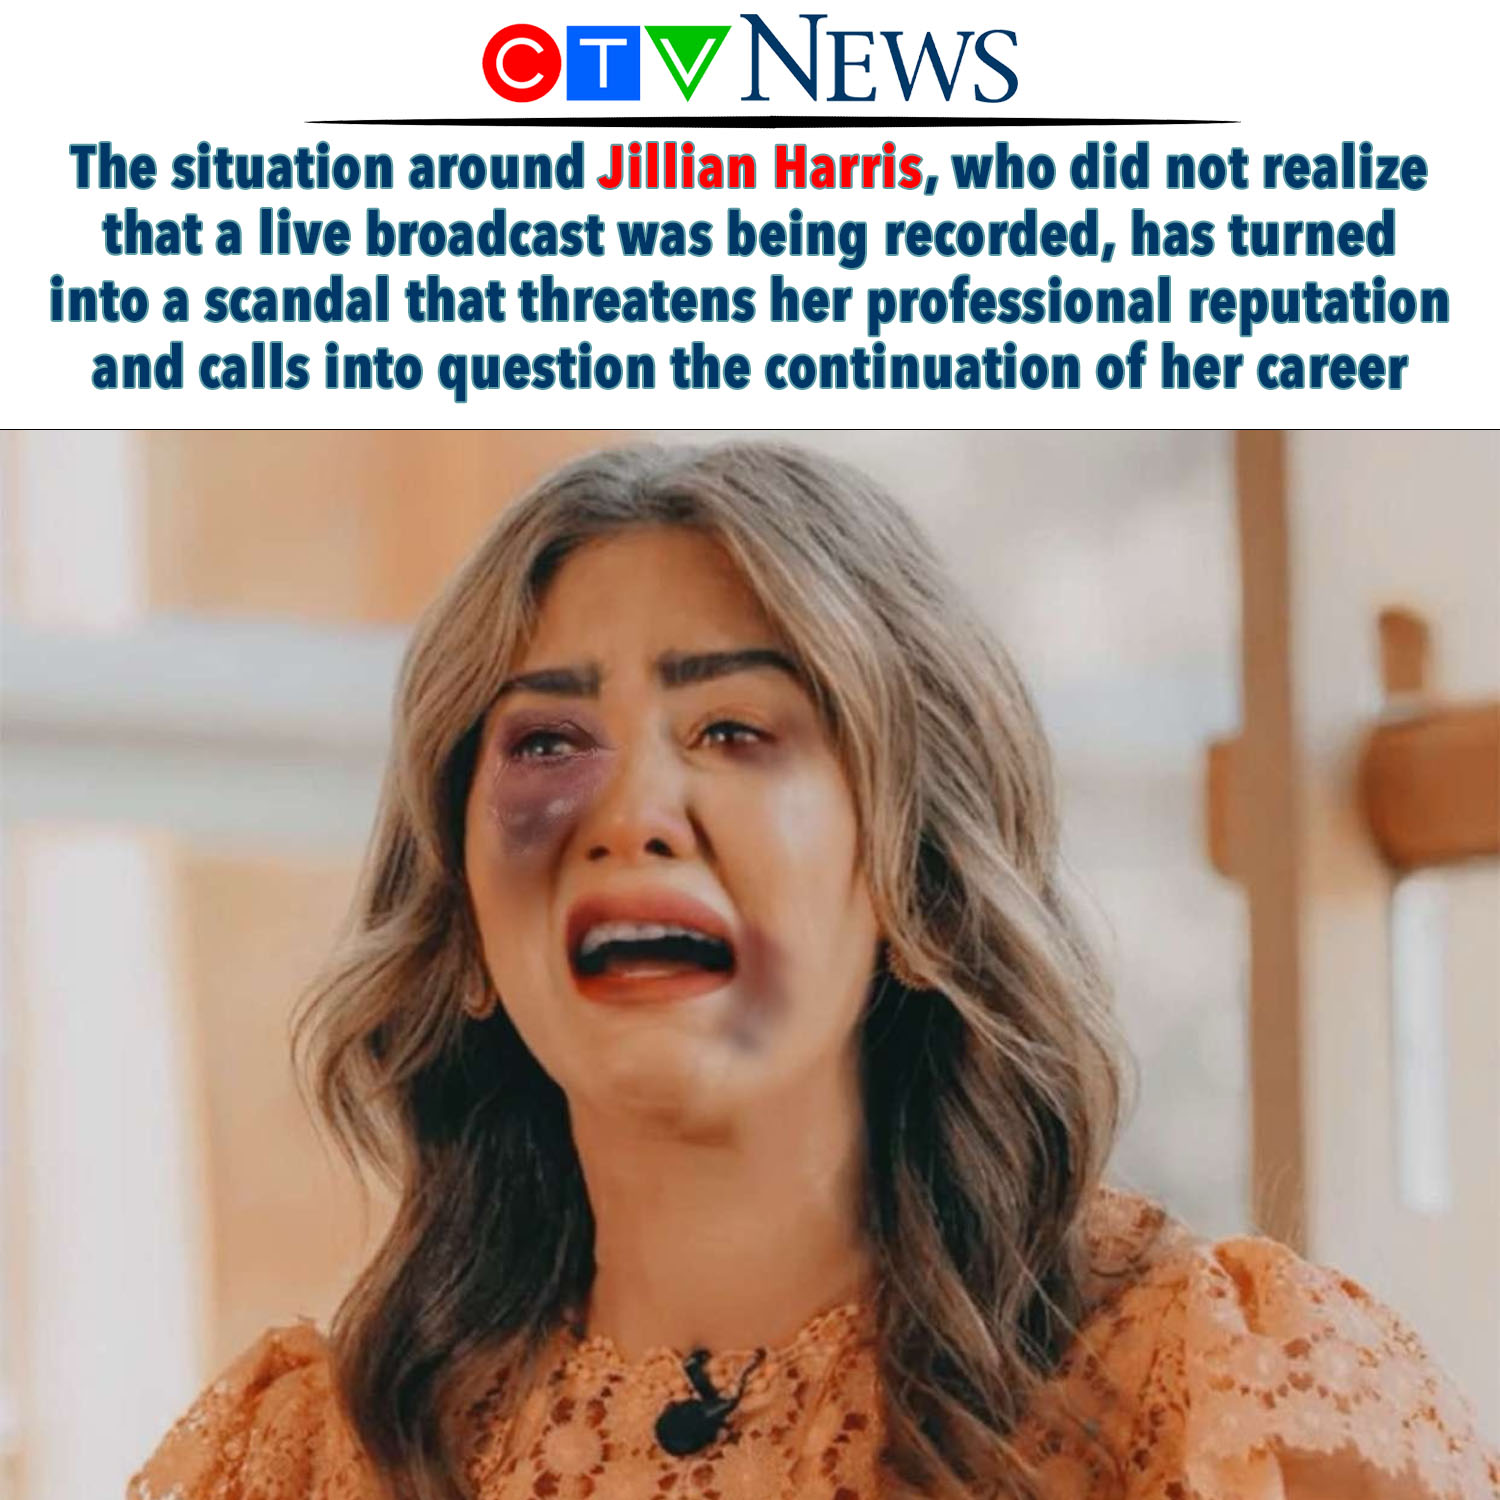 CTV NEWS
The situation around Jillian Harris, who did not realize
that a live broadcast was being recorded, has turned
into a scandal that threatens her professional reputation
and calls into question the continuation of her career